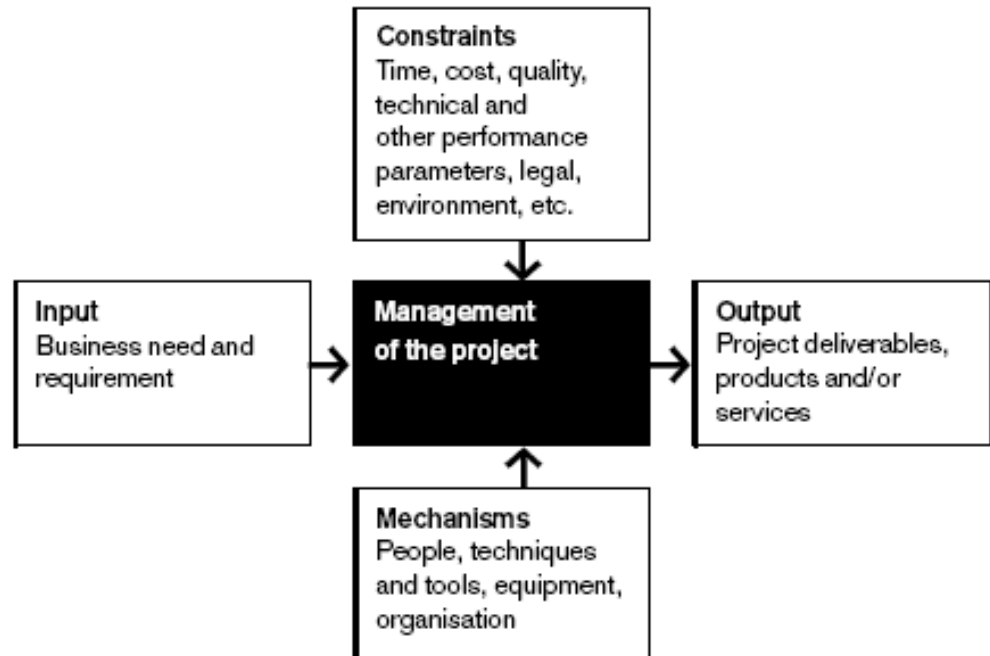 Constraints
Time, cost, quality,
technical and
other performance
parameters, legal,
environment, etc.
Input
Business need and
requirement
Management
of the project
Output
Project deliverables,
products and/or
services
Mechanisms
People, techniques
and tools, equipment,
organisation